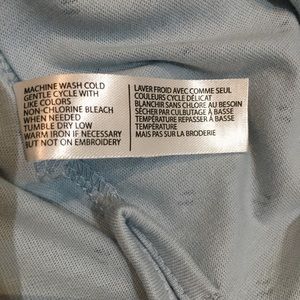 MACHINE WASH COLD
GENTLE CYCLE WITH
LIKE COLORS
NON-CHLORINE BLEACH
WHEN NEEDED
TUMBLE DRY LOW
WARM IRON IF NECESSARY
BUT NOT ON EMBROIDERY
LAVER FROID AVEC COMME SEUL
COULEURS CYCLE DÉLICAT
BLANCHIR SANS CHLORE AU BESOIN
SÉCHER PAR CULBUTAGE À BASSE
TEMPÉRATURE REPASSER À BASSE
TEMPÉRATURE
MAIS PAS SUR LA BRODERIE